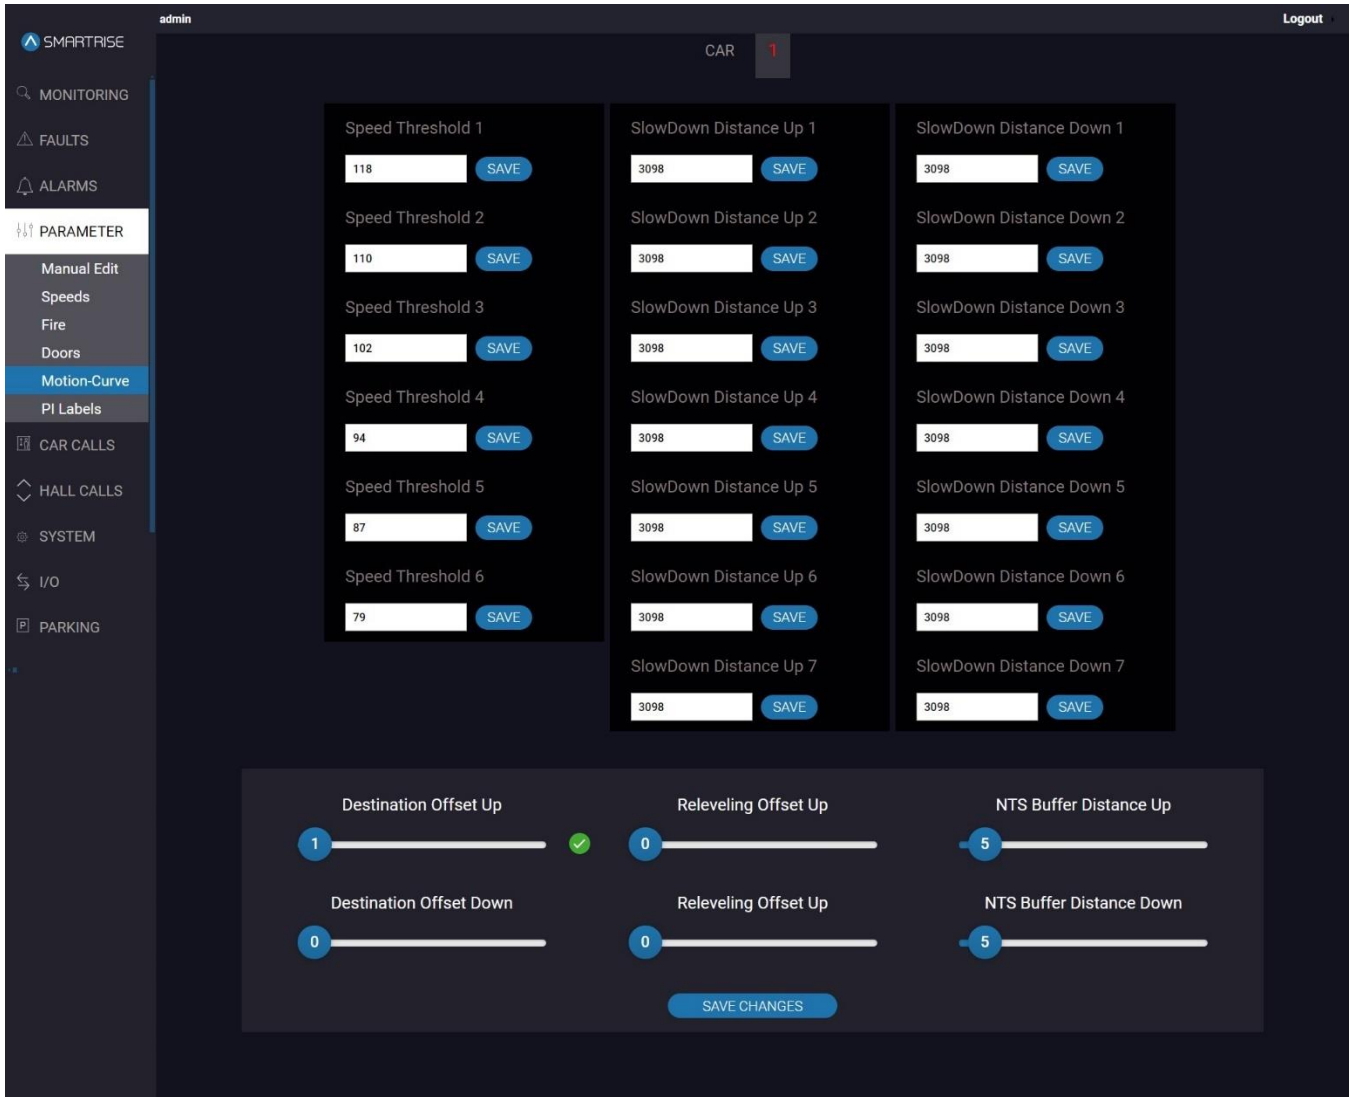 admin
Logout
SMARTRISE
CAR 1
MONITORING
FAULTS
ALARMS
PARAMETER
Manual Edit
Speeds
Fire
Doors
Motion-Curve
PI Labels
CAR CALLS
HALL CALLS
SYSTEM
I/O
P PARKING
Speed Threshold 1
118 SAVE
Speed Threshold 2
110 SAVE
Speed Threshold 3
102 SAVE
Speed Threshold 4
94 SAVE
Speed Threshold 5
87 SAVE
Speed Threshold 6
79 SAVE
SlowDown Distance Up 1
3098 SAVE
SlowDown Distance Up 2
3098 SAVE
SlowDown Distance Up 3
3098 SAVE
SlowDown Distance Up 4
3098 SAVE
SlowDown Distance Up 5
3098 SAVE
SlowDown Distance Up 6
3098 SAVE
SlowDown Distance Up 7
3098 SAVE
SlowDown Distance Down 1
3098 SAVE
SlowDown Distance Down 2
3098 SAVE
SlowDown Distance Down 3
3098 SAVE
SlowDown Distance Down 4
3098 SAVE
SlowDown Distance Down 5
3098 SAVE
SlowDown Distance Down 6
3098 SAVE
SlowDown Distance Down 7
3098 SAVE
Destination Offset Up
1
Releveling Offset Up
0
NTS Buffer Distance Up
5
Destination Offset Down
0
Releveling Offset Up
0
NTS Buffer Distance Down
5
SAVE CHANGES